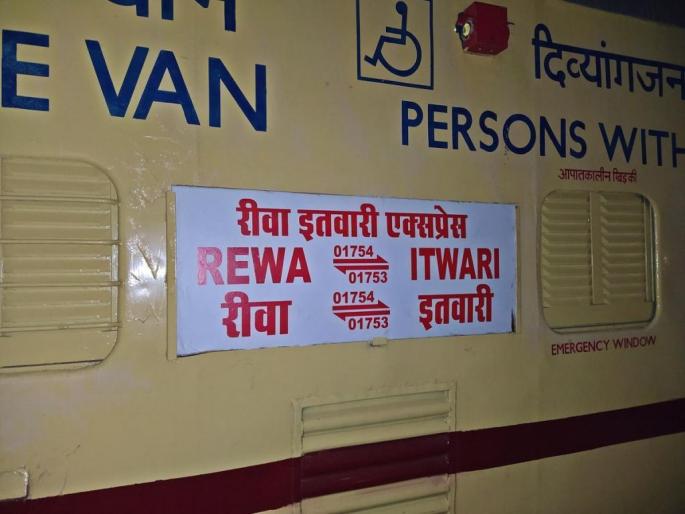 याम
E VAN
दिव्यांगजन
PERSONS WITH
आपातकालीन खिड़की
रीवा इतवारी एक्सप्रेस
REWA 01754 01753 ITWARI
रीवा 01754 01753 इतवारी
EMERGENCY WINDOW